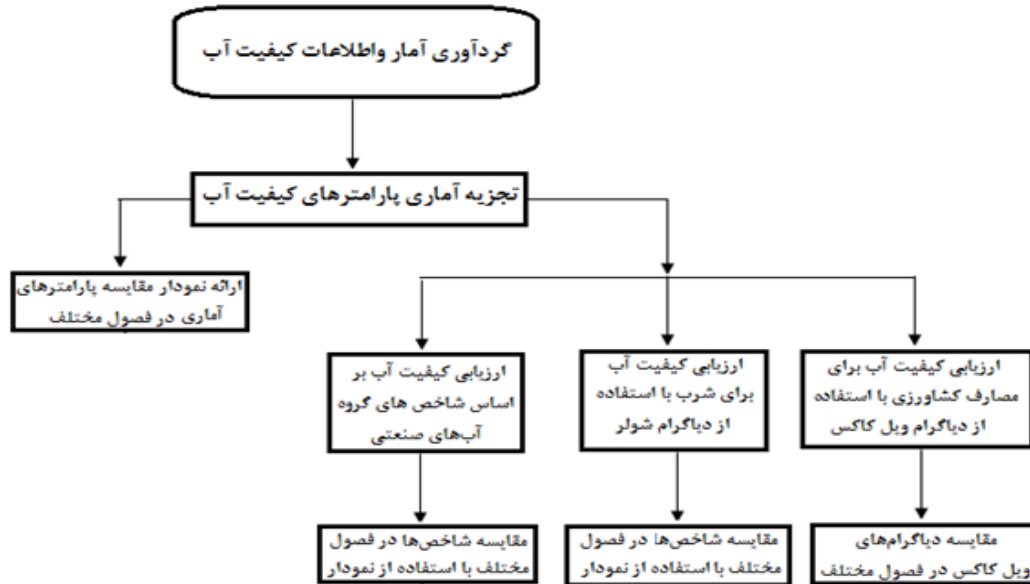 گردآوری آمار واطلاعات کیفیت آب
تجزیه آماری پارامترهای کیفیت آب
ارائه نمودار مقایسه پارامترهای
آماری در فصول مختلف
ارزیابی کیفیت آب برای
مصارف کشاورزی با استفاده
از دیاگرام ویل کاکس
ارزیابی کیفیت آب
برای شرب با استفاده
از دیاگرام شولر
ارزیابی کیفیت آب بر
اساس شاخص های گروه
آب‌های صنعتی
مقایسه دیاگرام‌های
ویل کاکس در فصول مختلف
مقایسه شاخص‌ها در فصول
مختلف با استفاده از نمودار
مقایسه شاخص‌ها در فصول
مختلف با استفاده از نمودار